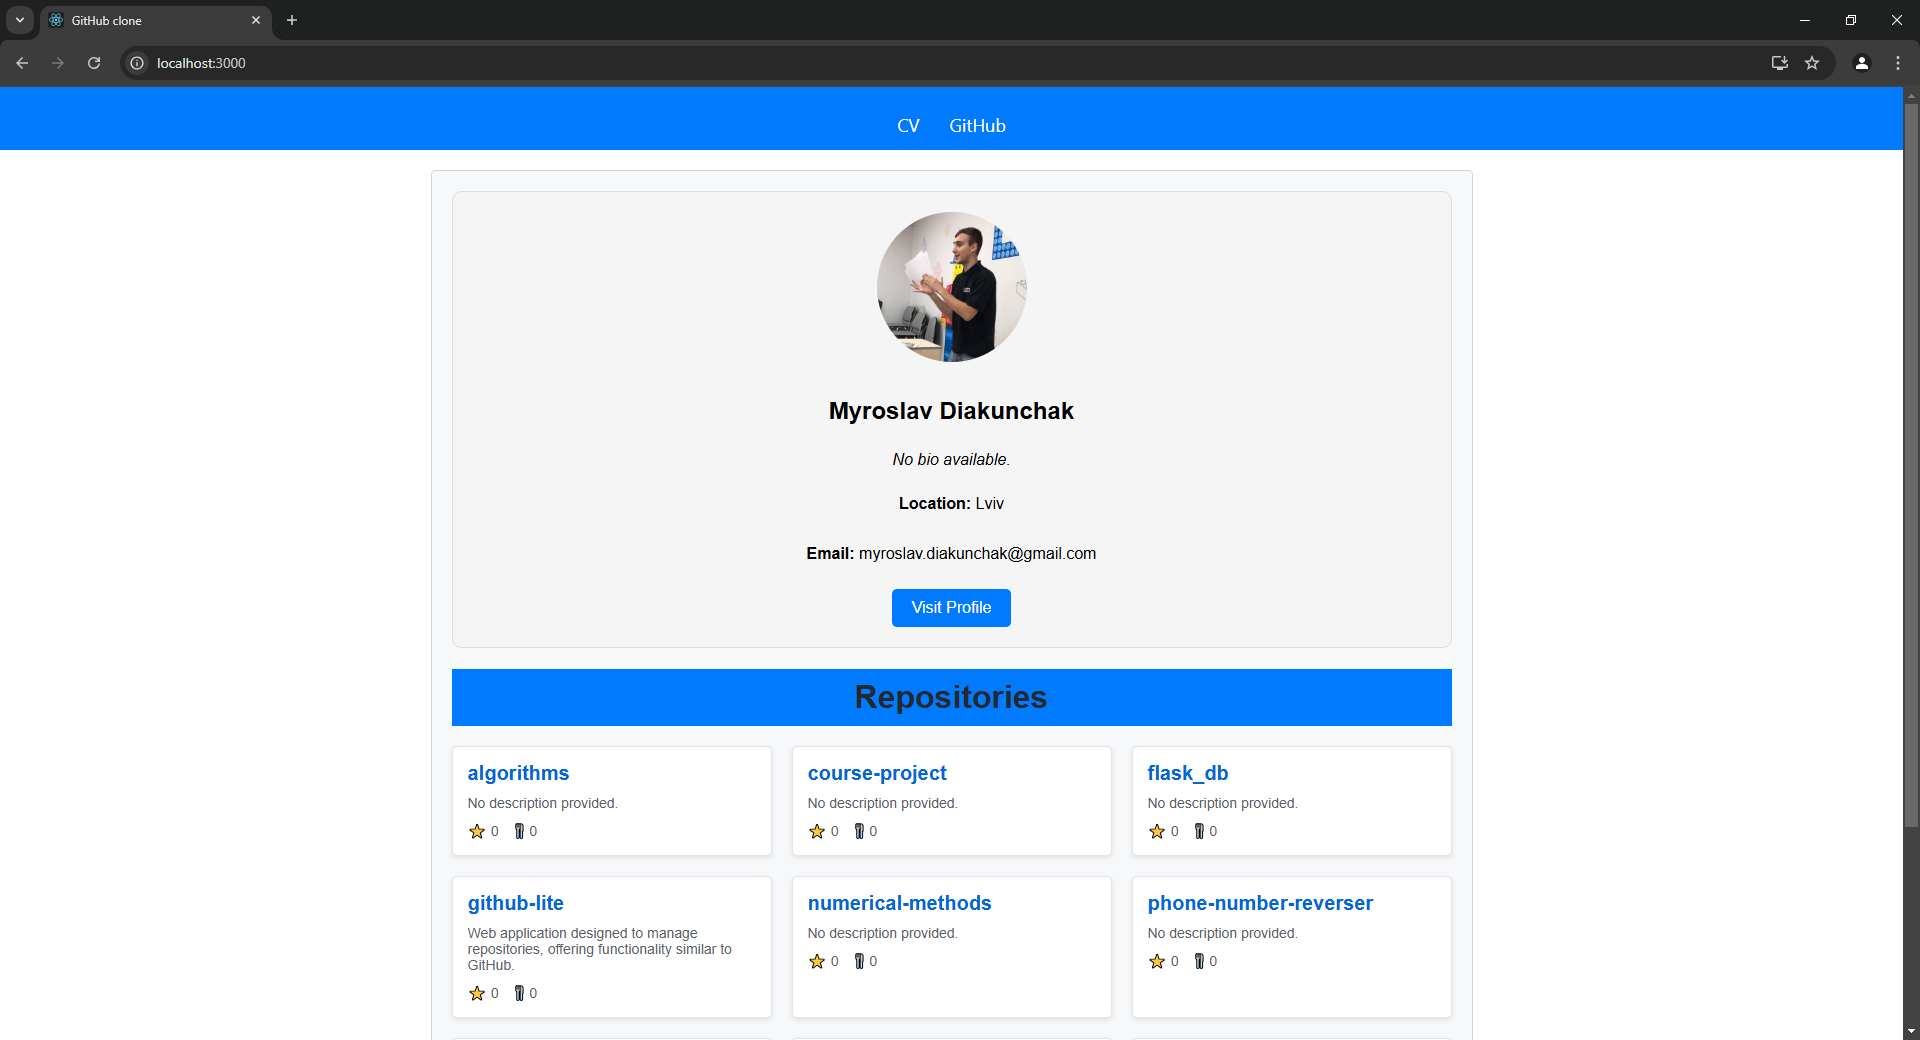 GitHub clone
localhost:3000
CV GitHub
Myroslav Diakunchak
No bio available.
Location: Lviv
Email: myroslav.diakunchak@gmail.com
Visit Profile
Repositories
algorithms
No description provided.
0 0
course-project
No description provided.
0 0
flask_db
No description provided.
0 0
github-lite
Web application designed to manage
repositories, offering functionality similar to
GitHub.
0 0
numerical-methods
No description provided.
0 0
phone-number-reverser
No description provided.
0 0